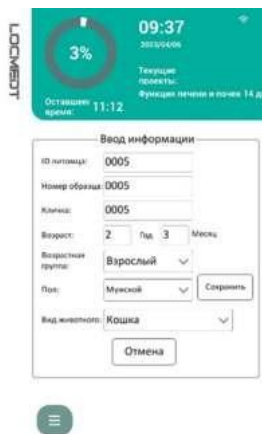 LOCMEDT
3%
09:37
2023/04/06
Текущие
проекты:
Функция печени и почек 14 д
Оставшее
время: 11:12
Ввод информации
ID питомца: 0005
Номер образца: 0005
Кличка: 0005
Возраст: 2 Год 3 Месяц
Возрастная
группа: Взрослый
Пол: Мужской Сохранить
Вид животного: Кошка
Отмена